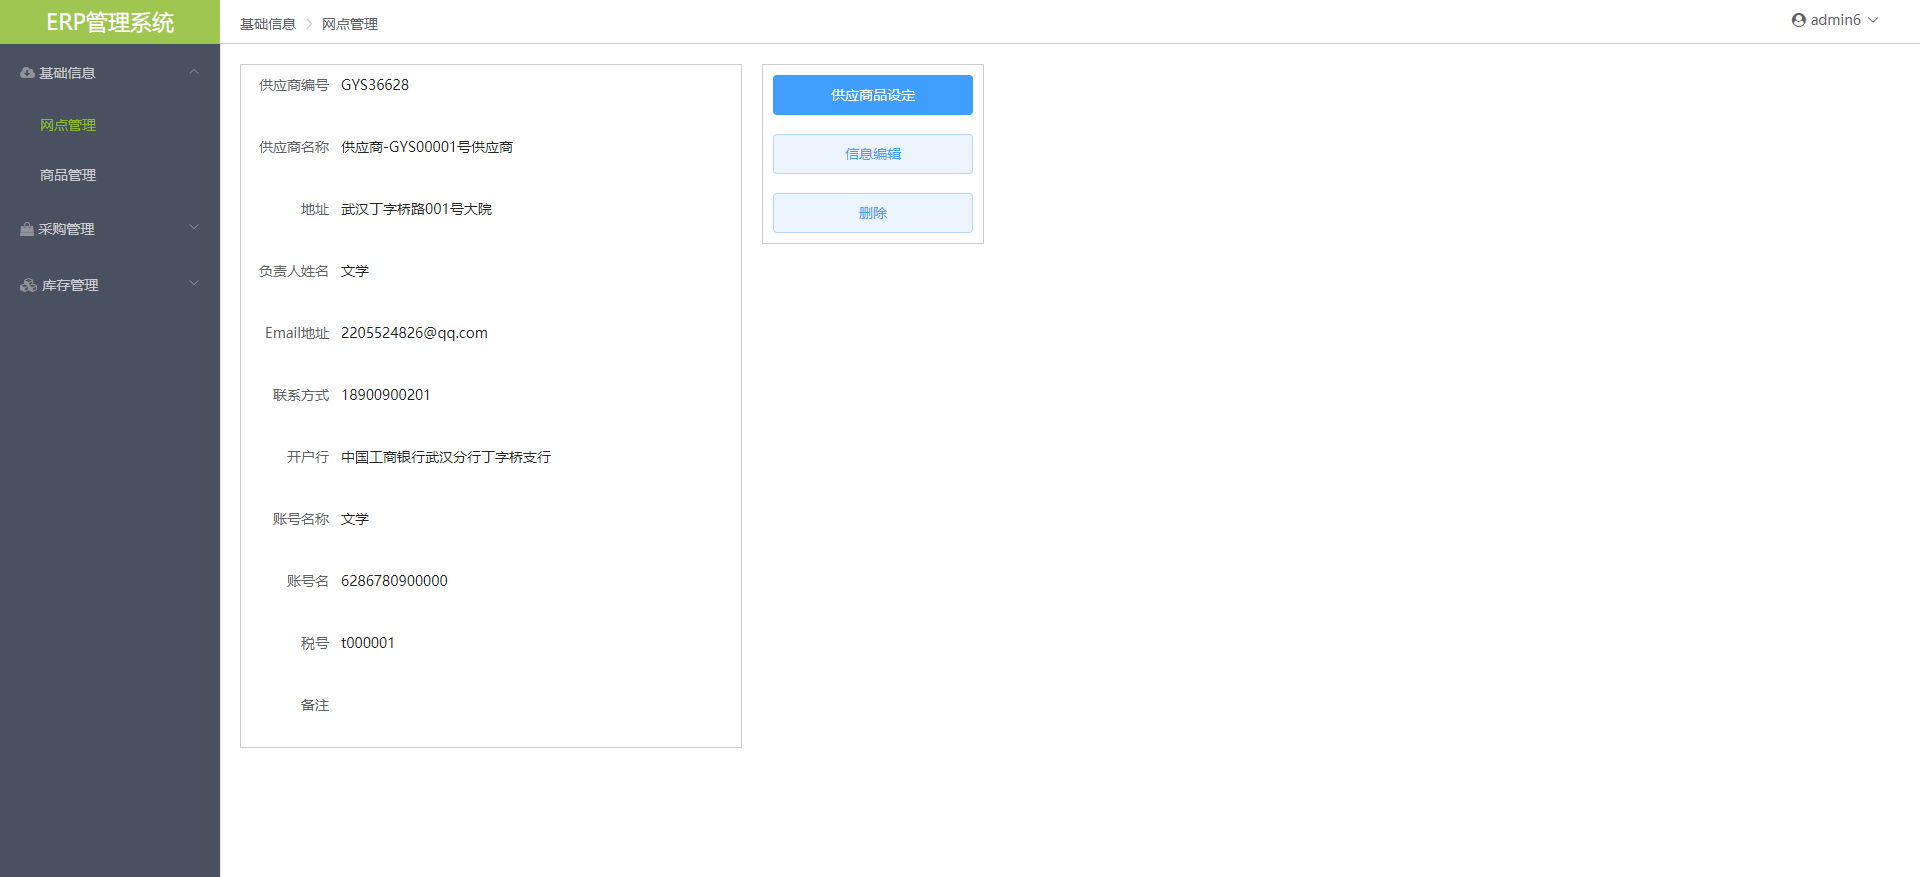 ERP管理系统
基础信息
网点管理
admin6
基础信息
网点管理
商品管理
采购管理
库存管理
供应商编号 GYS36628
供应商名称 供应商-GYS00001号供应商
地址 武汉丁字桥路001号大院
负责人姓名 文学
Email地址 2205524826@qq.com
联系方式 18900900201
开户行 中国工商银行武汉分行丁字桥支行
账号名称 文学
账号名 6286780900000
税号 t000001
备注
供应商品设定
信息编辑
删除